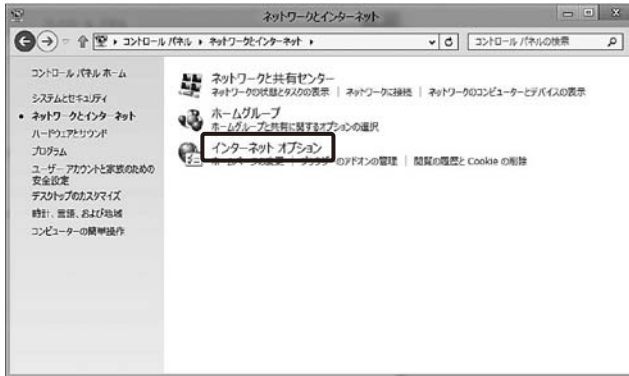 ネットワークとインターネット
コントロール パネル ネットワークとインターネット
コントロール パネルの検索
コントロール パネル ホーム
システムとセキュリティ
ネットワークとインターネット
ハードウェアとサウンド
プログラム
ユーザー アカウントと家族のための
安全設定
デスクトップのカスタマイズ
時計、言語、および地域
コンピューターの簡単操作
ネットワークと共有センター
ネットワークの状態とタスクの表示 | ネットワークに接続 | ネットワークのコンピューターとデバイスの表示
ホームグループ
ホームグループと共有に関するオプションの選択
インターネット オプション
ホーム ページの変更 | ブラウザーのアドオンの管理 | 閲覧の履歴と Cookie の削除